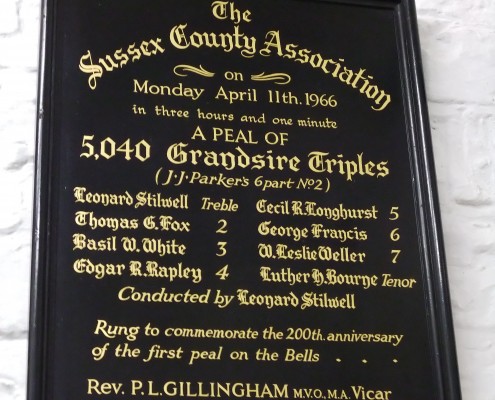 The
Sussex County Association
on
Monday April 11th. 1966
in three hours and one minute
A PEAL OF
5,040 Grandsire Triples
(J.J. Parker's 6 part No2)
Leonard Stilwell Treble Cecil R. Longhurst 5
Thomas G. Fox 2 George Francis 6
Basil W. White 3 W. Leslie Weller 7
Edgar R. Rapley 4 Luther H. Bourne Tenor
Conducted by Leonard Stilwell
Rung to commemorate the 200th. anniversary
of the first peal on the Bells . . .
Rev. P.L. GILLINGHAM M.V.O., M.A. Vicar